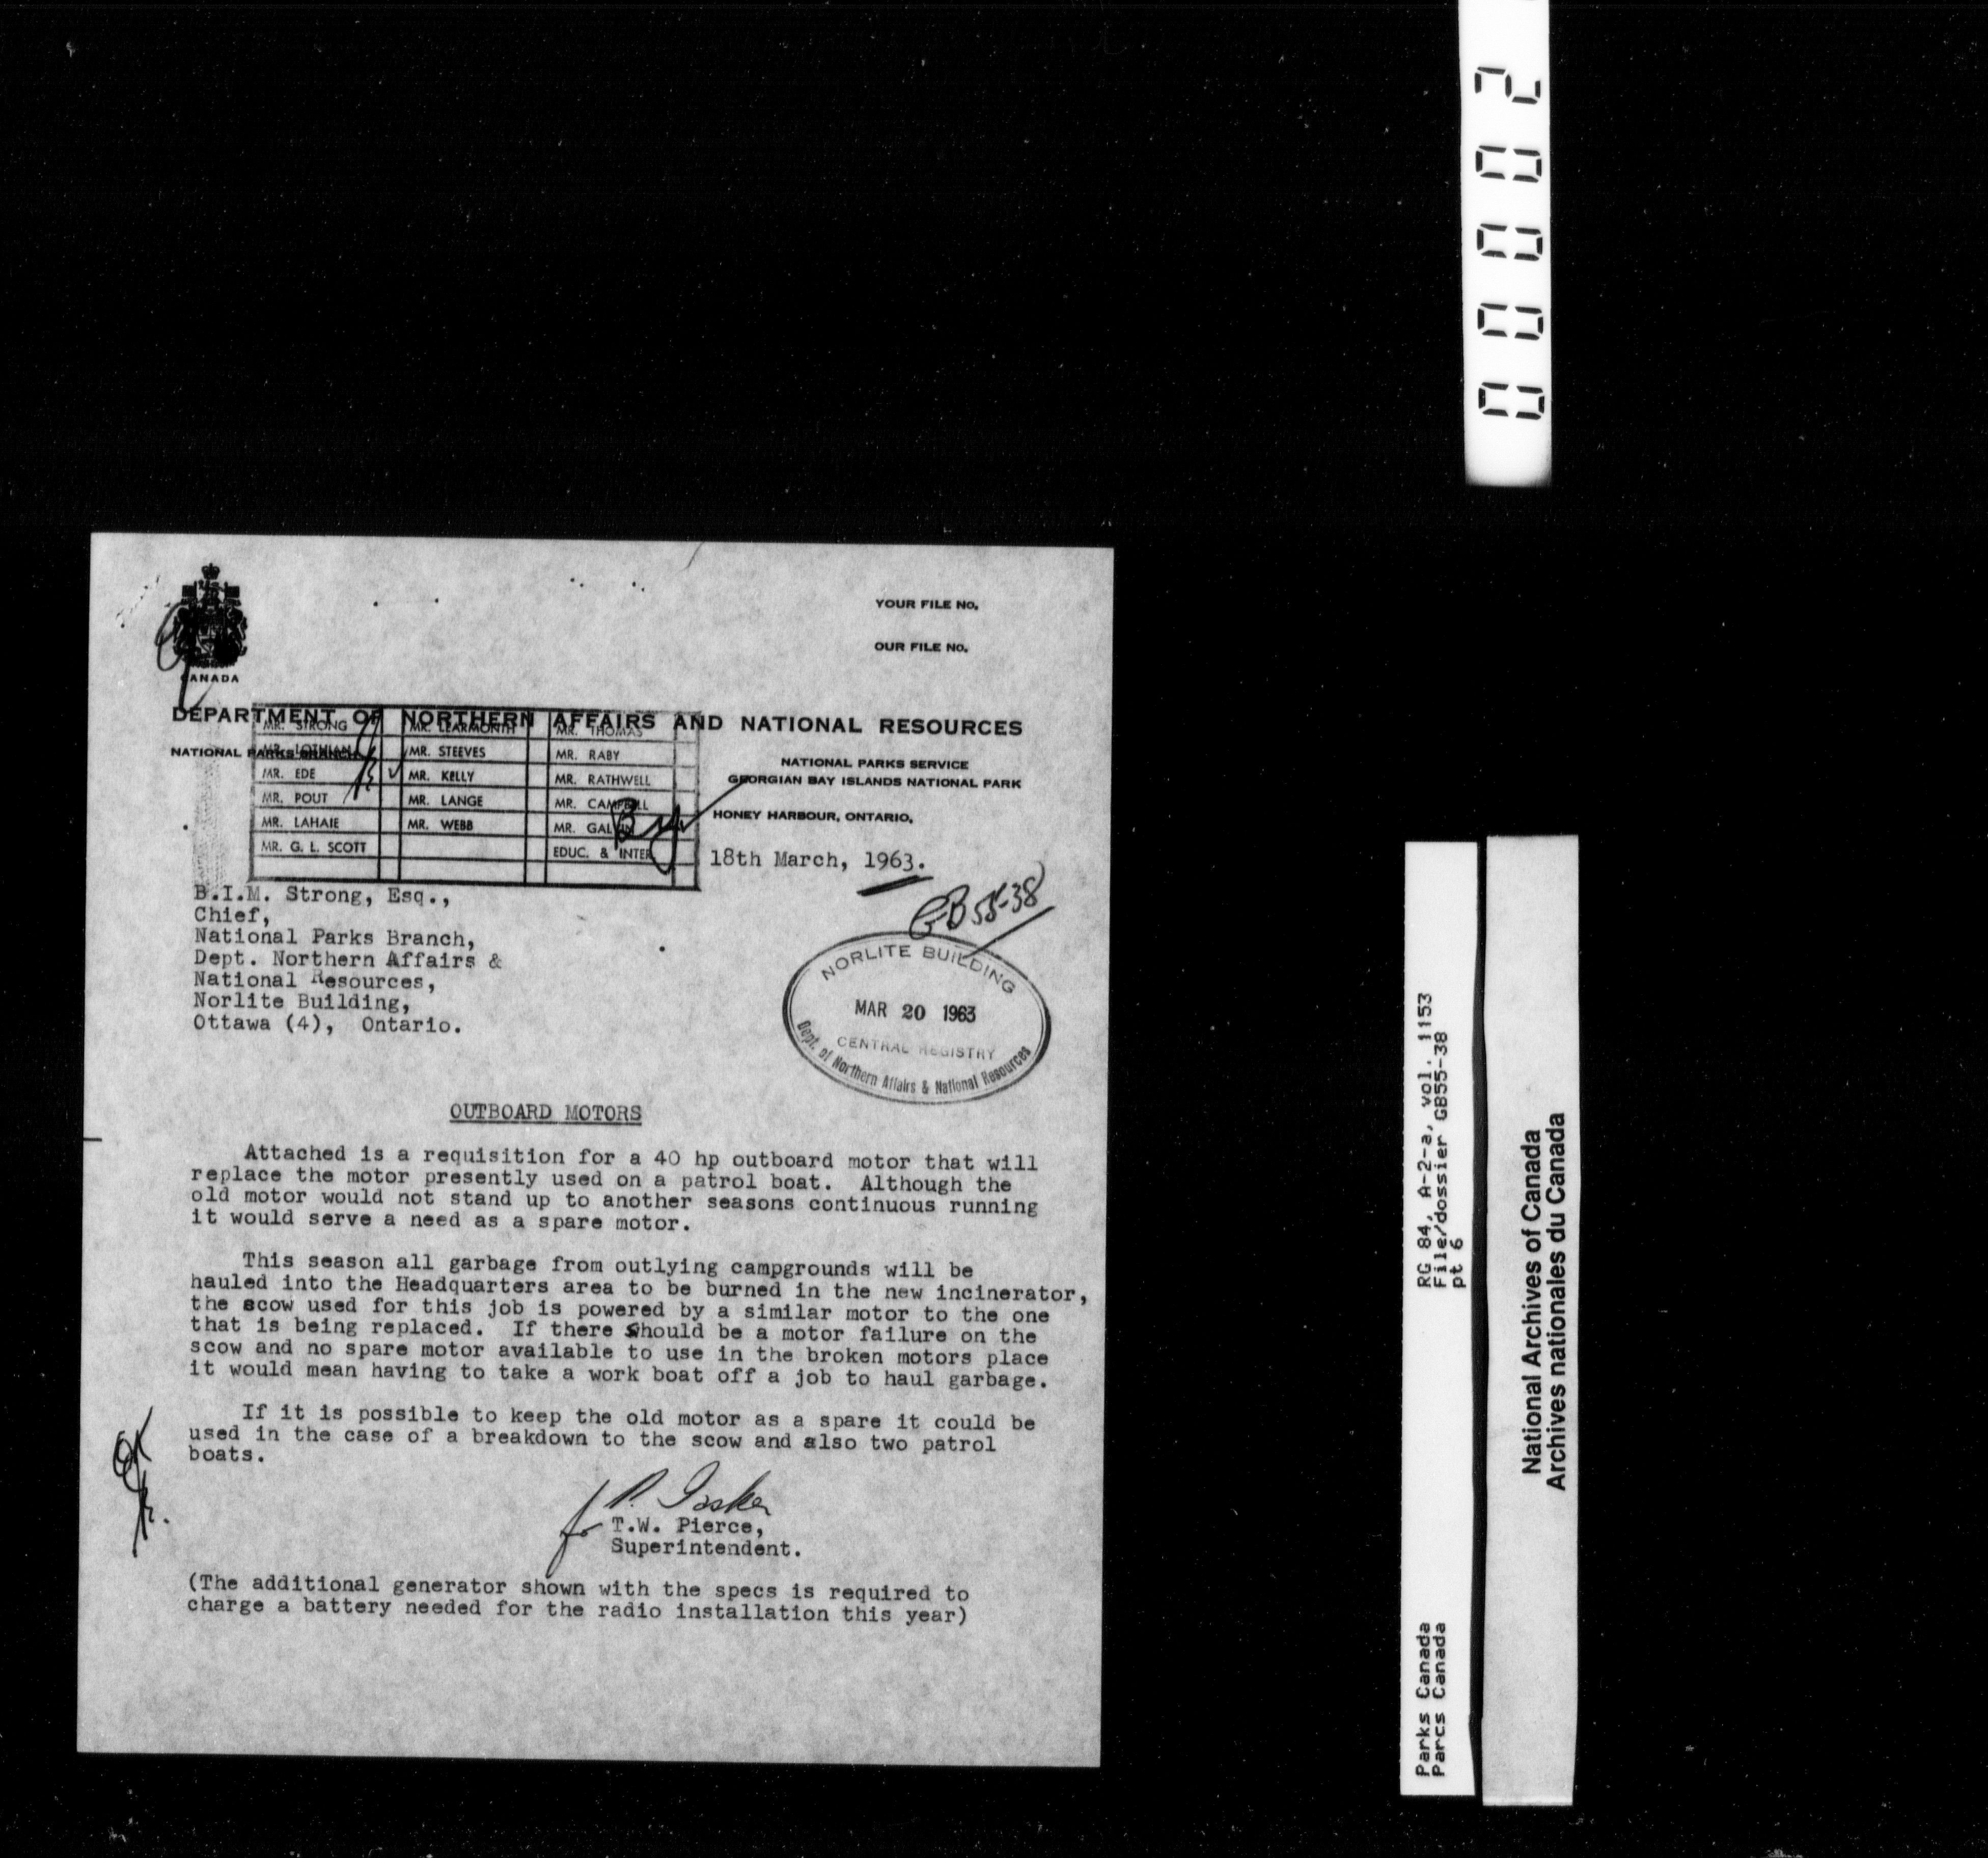 YOUR FILE No.
OUR FILE No.
CANADA
DEPARTMENT OF NORTHERN AFFAIRS AND NATIONAL RESOURCES
NATIONAL PARKS BRANCH
MR. STRONG MR. LEARMONTH MR. THOMAS
MR. LOTHIAN MR. STEEVES MR. RABY
MR. EDE MR. KELLY MR. RATHWELL
MR. POUT MR. LANGE MR. CAMPBELL
MR. LAHAIE MR. WEBB MR. GALVIN
MR. G. L. SCOTT EDUC. & INTER
NATIONAL PARKS SERVICE
GEORGIAN BAY ISLANDS NATIONAL PARK
HONEY HARBOUR, ONTARIO,
18th March, 1963.
GB55-38
B.I.M. Strong, Esq.,
Chief,
National Parks Branch,
Dept. Northern Affairs &
National Resources,
Norlite Building,
Ottawa (4), Ontario.
NORLITE BUILDING
MAR 20 1963
CENTRAL REGISTRY
Dept. of Northern Affairs & National Resources
OUTBOARD MOTORS
Attached is a requisition for a 40 hp outboard motor that will
replace the motor presently used on a patrol boat. Although the
old motor would not stand up to another seasons continuous running
it would serve a need as a spare motor.
This season all garbage from outlying campgrounds will be
hauled into the Headquarters area to be burned in the new incinerator,
the scow used for this job is powered by a similar motor to the one
that is being replaced. If there should be a motor failure on the
scow and no spare motor available to use in the broken motors place
it would mean having to take a work boat off a job to haul garbage.
If it is possible to keep the old motor as a spare it could be
used in the case of a breakdown to the scow and also two patrol
boats.
OK
for
T.W. Pierce,
Superintendent.
(The additional generator shown with the specs is required to
charge a battery needed for the radio installation this year)
00002
RG 84, A-2-a, vol. 1153
File/dossier GB55-38
pt 6
Parks Canada
Parcs Canada
National Archives of Canada
Archives nationales du Canada